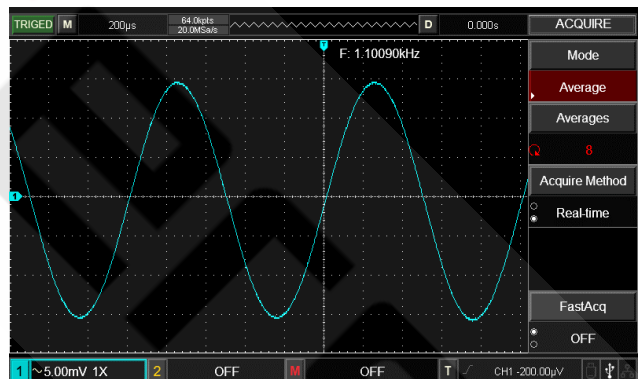 TRIGED M 200μs 64.0kpts D 0.000s ACQUIRE
20.0MSa/s
T
F: 1.10090kHz
Mode
Average
Averages
8
1
Acquire Method
Real-time
FastAcq
OFF
1 ~5.00mV 1X 2 OFF M OFF T CH1 -200.00μV